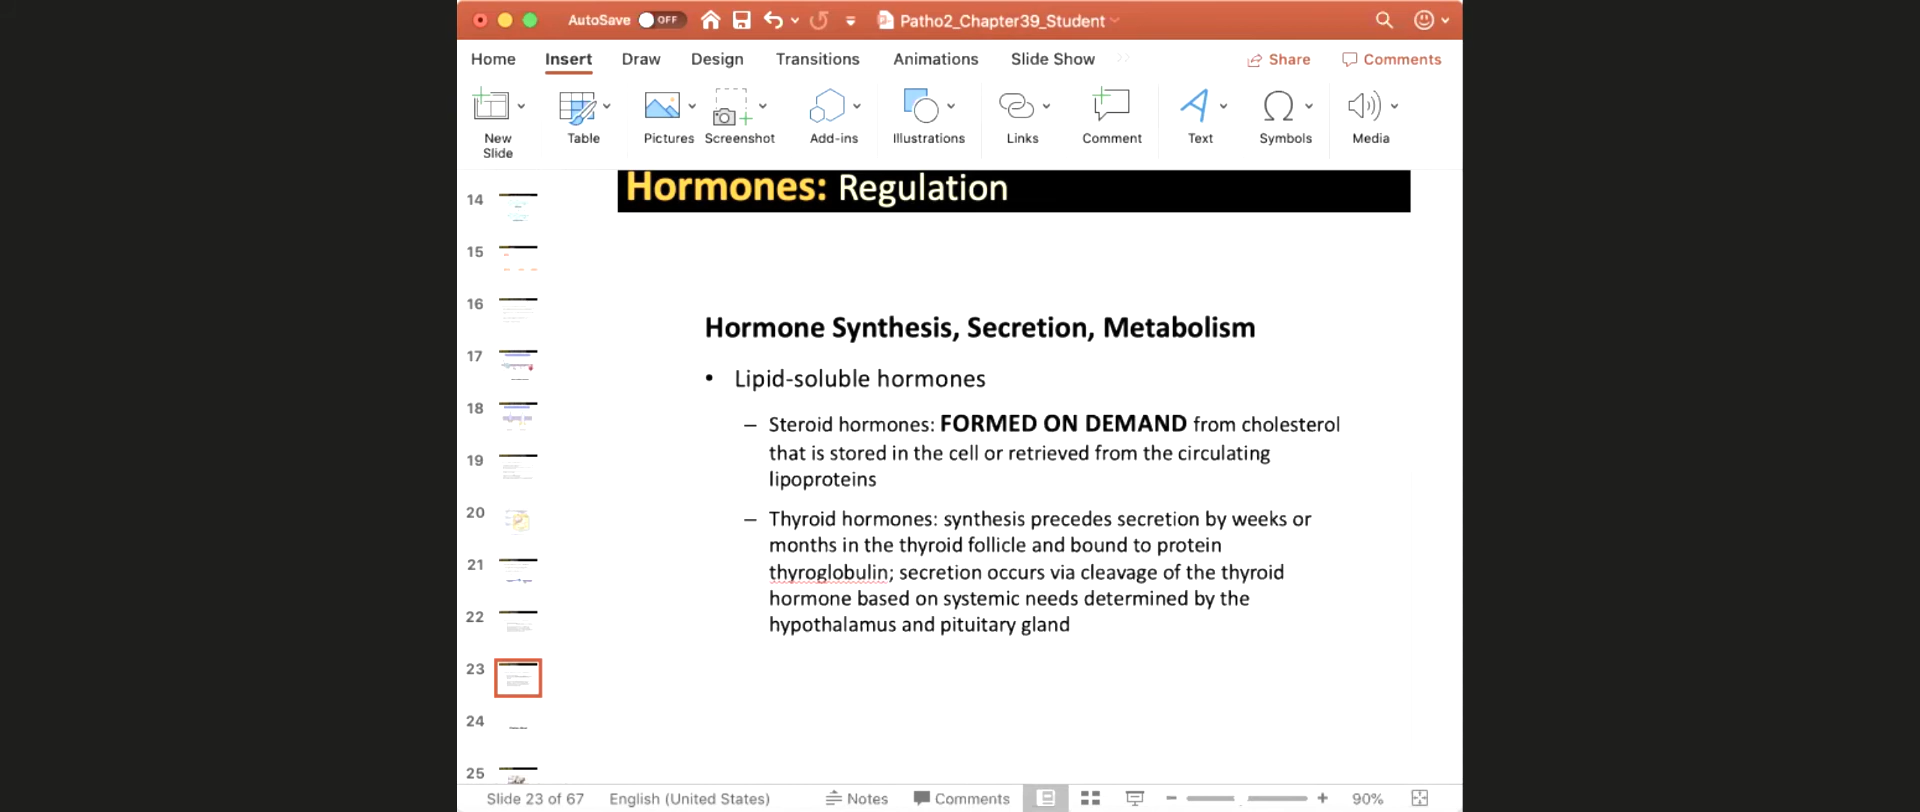 AutoSave OFF Patho2_Chapter39_Student
Home Insert Draw Design Transitions Animations Slide Show Share Comments
New Slide Table Pictures Screenshot Add-ins Illustrations Links Comment Text Symbols Media
Hormones: Regulation
14
15
16
17
18
19
20
21
22
23
24
25
Hormone Synthesis, Secretion, Metabolism
• Lipid-soluble hormones
– Steroid hormones: FORMED ON DEMAND from cholesterol
that is stored in the cell or retrieved from the circulating
lipoproteins
– Thyroid hormones: synthesis precedes secretion by weeks or
months in the thyroid follicle and bound to protein
thyroglobulin; secretion occurs via cleavage of the thyroid
hormone based on systemic needs determined by the
hypothalamus and pituitary gland
Slide 23 of 67 English (United States) Notes Comments 90%